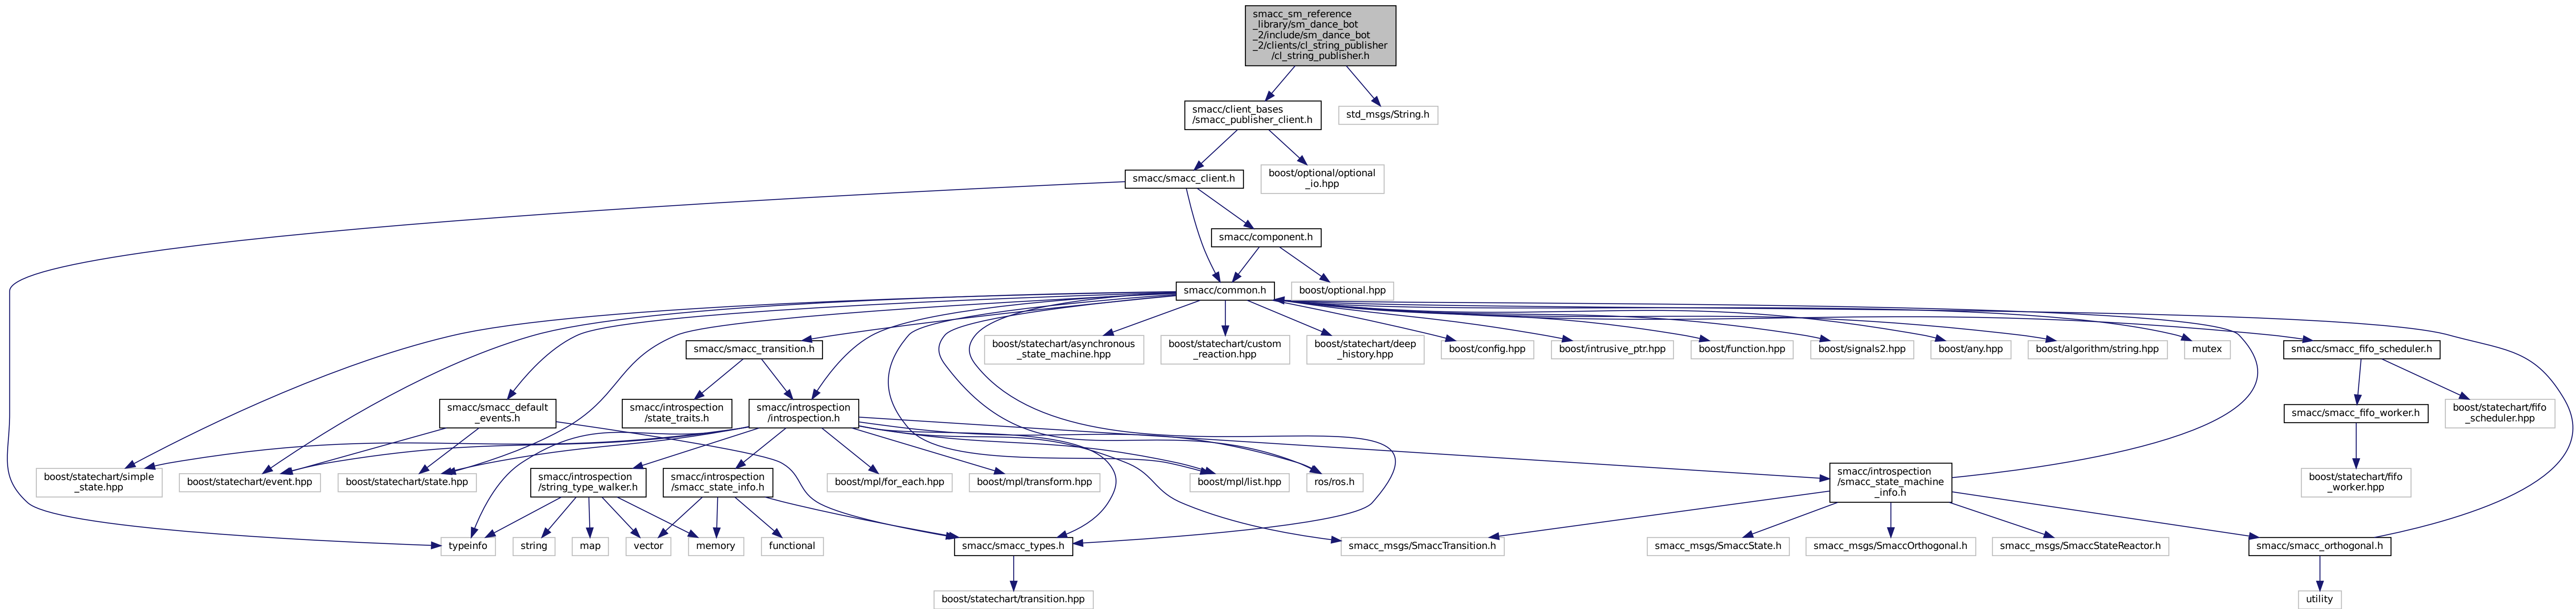 smacc_sm_reference
_library/sm_dance_bot
_2/include/sm_dance_bot
_2/clients/cl_string_publisher
/cl_string_publisher.h
smacc/client_bases
/smacc_publisher_client.h
std_msgs/String.h
smacc/smacc_client.h
boost/optional/optional
_io.hpp
smacc/component.h
smacc/common.h
boost/optional.hpp
smacc/smacc_transition.h
boost/statechart/asynchronous
_state_machine.hpp
boost/statechart/custom
_reaction.hpp
boost/statechart/deep
_history.hpp
boost/config.hpp
boost/intrusive_ptr.hpp
boost/function.hpp
boost/signals2.hpp
boost/any.hpp
boost/algorithm/string.hpp
mutex
smacc/smacc_fifo_scheduler.h
smacc/smacc_default
_events.h
smacc/introspection
/state_traits.h
smacc/introspection
/introspection.h
smacc/smacc_fifo_worker.h
boost/statechart/fifo
_scheduler.hpp
boost/statechart/simple
_state.hpp
boost/statechart/event.hpp
boost/statechart/state.hpp
smacc/introspection
/string_type_walker.h
smacc/introspection
/smacc_state_info.h
boost/mpl/for_each.hpp
boost/mpl/transform.hpp
boost/mpl/list.hpp
ros/ros.h
smacc/introspection
/smacc_state_machine
_info.h
boost/statechart/fifo
_worker.hpp
typeinfo
string
map
vector
memory
functional
smacc/smacc_types.h
smacc_msgs/SmaccTransition.h
smacc_msgs/SmaccState.h
smacc_msgs/SmaccOrthogonal.h
smacc_msgs/SmaccStateReactor.h
smacc/smacc_orthogonal.h
boost/statechart/transition.hpp
utility